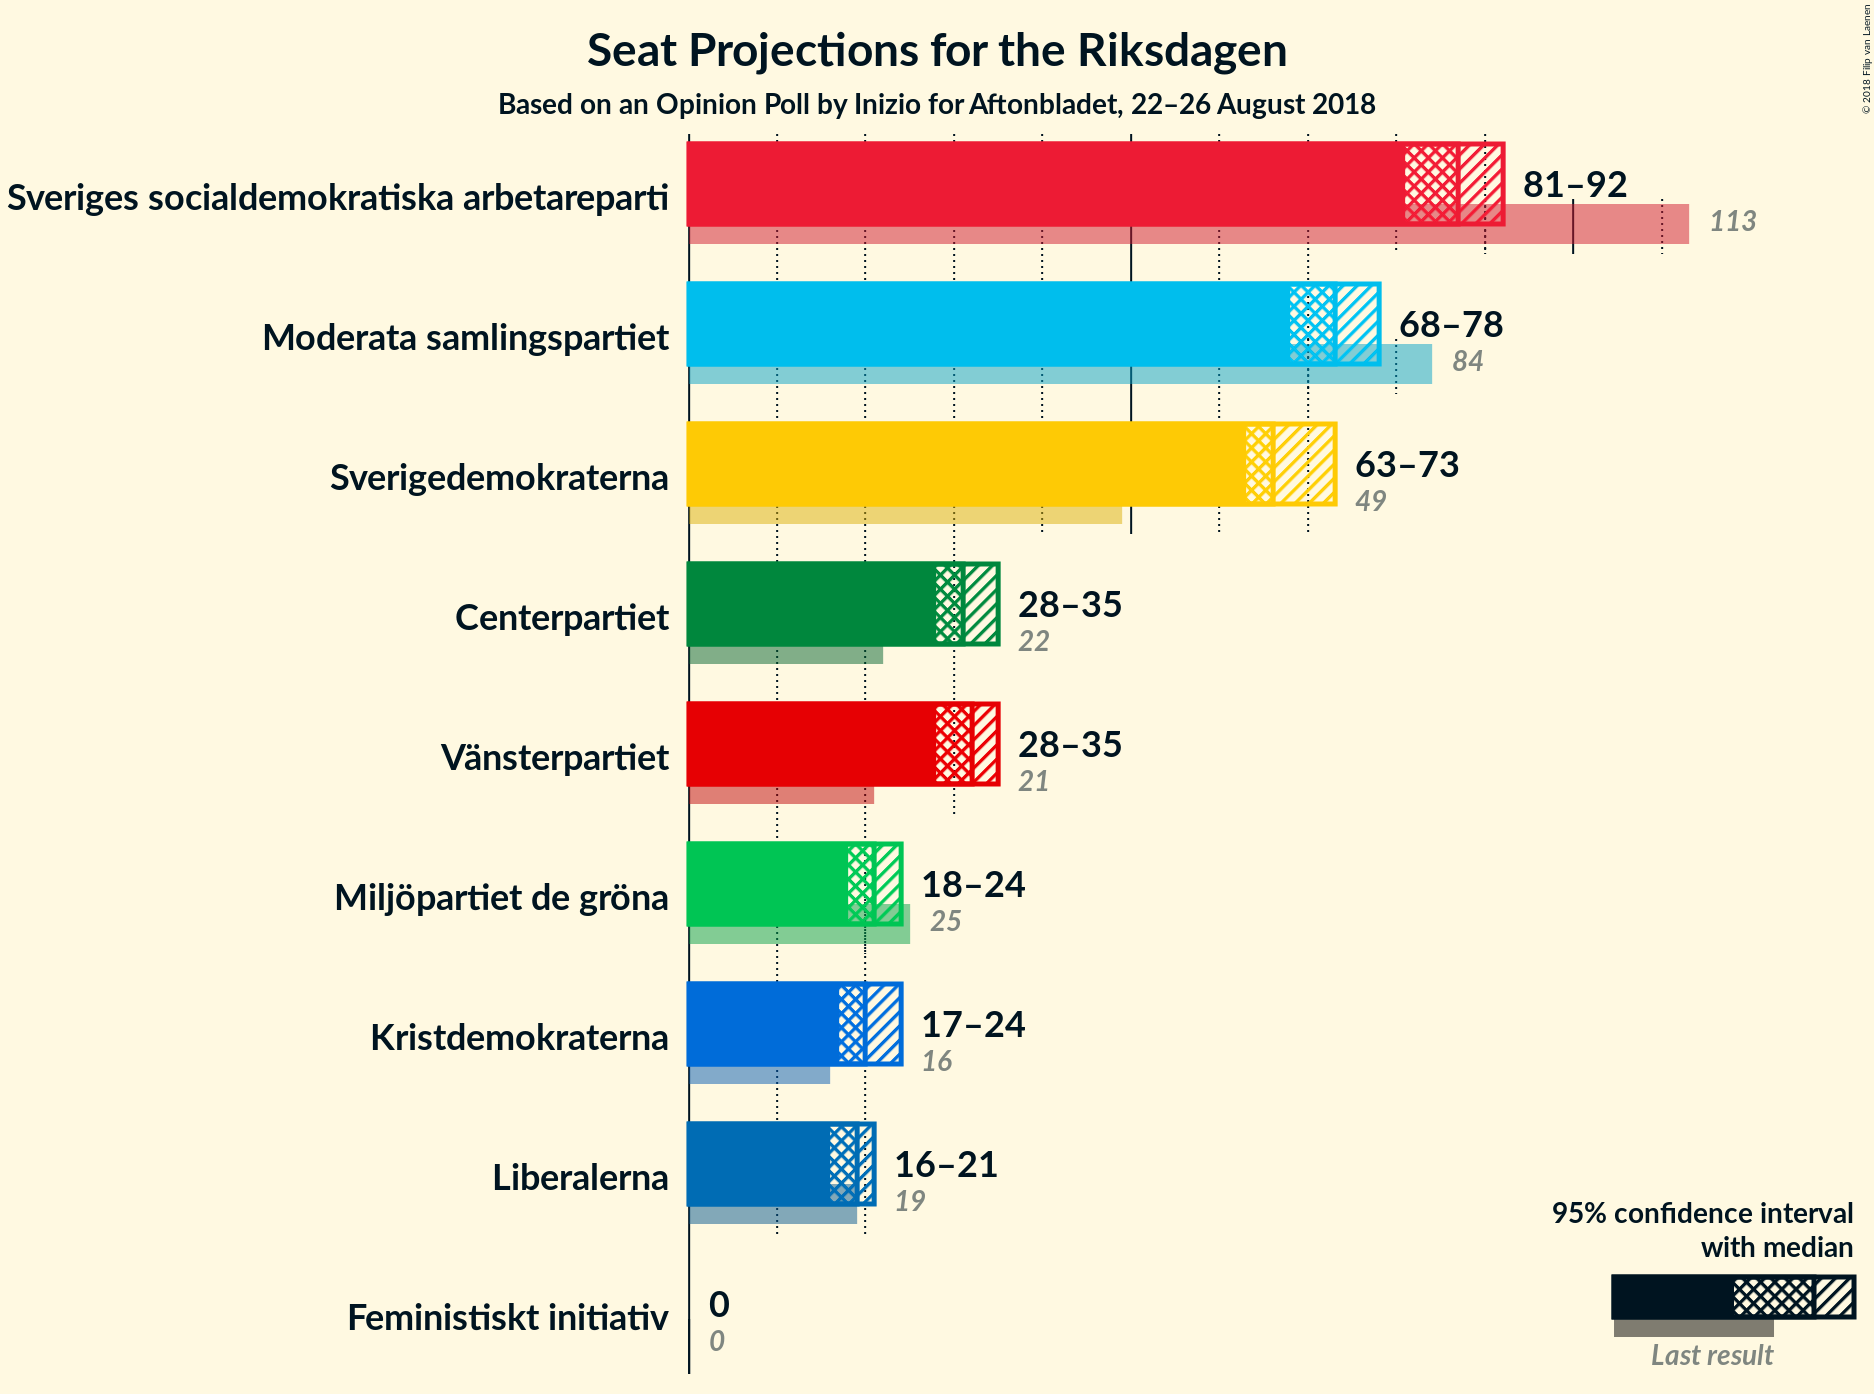 Seat Projections for the Riksdagen
Based on an Opinion Poll by Inizio for Aftonbladet, 22–26 August 2018
© 2018 Filip van Laenen
Sveriges socialdemokratiska arbetareparti
81–92
113
Moderata samlingspartiet
68–78
84
Sverigedemokraterna
63–73
49
Centerpartiet
28–35
22
Vänsterpartiet
28–35
21
Miljöpartiet de gröna
18–24
25
Kristdemokraterna
17–24
16
Liberalerna
16–21
19
Feministiskt initiativ
0
0
95% confidence interval
with median
Last result